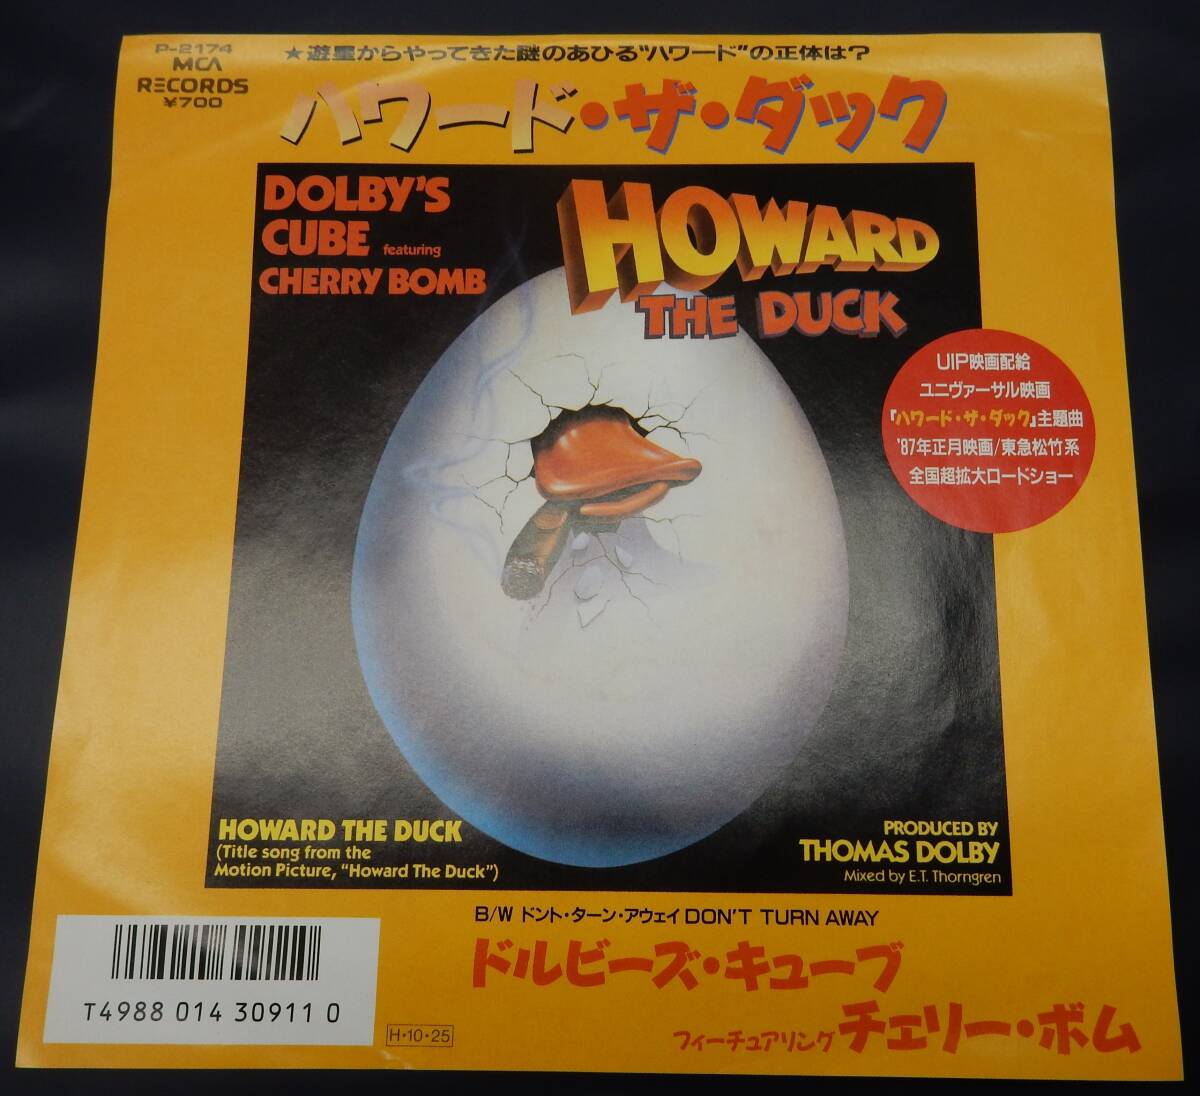 P-2174
MCA
RECORDS
¥700
★遊星からやってきた謎のあひる"ハワード"の正体は？
ハワード・ザ・ダック
DOLBY'S
CUBE featuring
CHERRY BOMB
HOWARD
THE DUCK
UIP映画配給
ユニヴァーサル映画
『ハワード・ザ・ダック』主題曲
'87年正月映画/東急松竹系
全国超拡大ロードショー
HOWARD THE DUCK
(Title song from the
Motion Picture, "Howard The Duck")
PRODUCED BY
THOMAS DOLBY
Mixed by E.T. Thorngren
B/W ドント・ターン・アウェイ DON'T TURN AWAY
ドルビーズ・キューブ
フィーチュアリング チェリー・ボム
T4988 014 30911 0
H・10・25